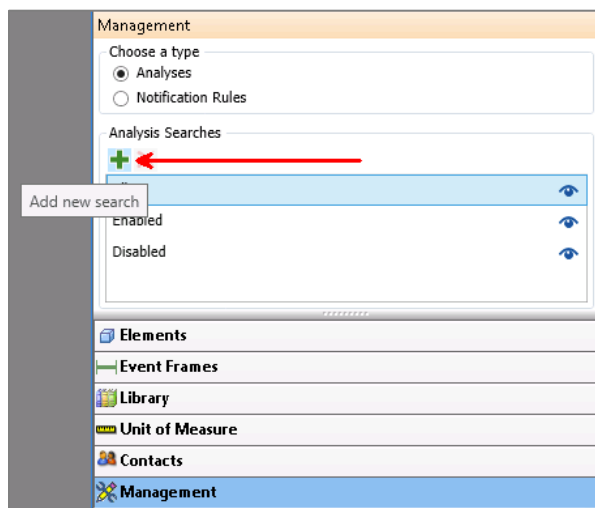 Management
Choose a type
Analyses
Notification Rules
Analysis Searches
Add new search
Enabled
Disabled
Elements
Event Frames
Library
Unit of Measure
Contacts
Management